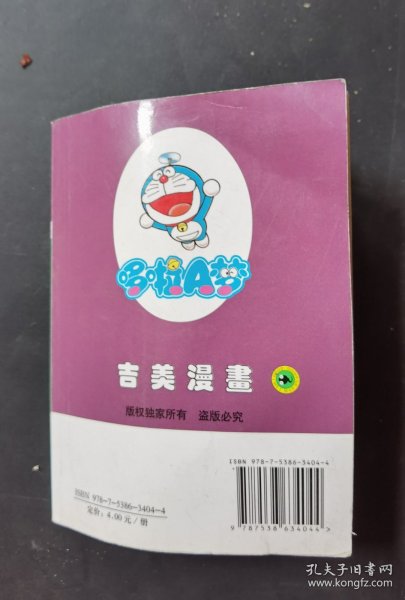 哆啦A梦
吉美漫畫
版权独家所有 盗版必究
ISBN 978-7-5386-3404-4
ISBN 978-7-5386-3404-4
定价：4.00元/册
9 787538 634044 >
孔夫子旧书网
www.kongfz.com